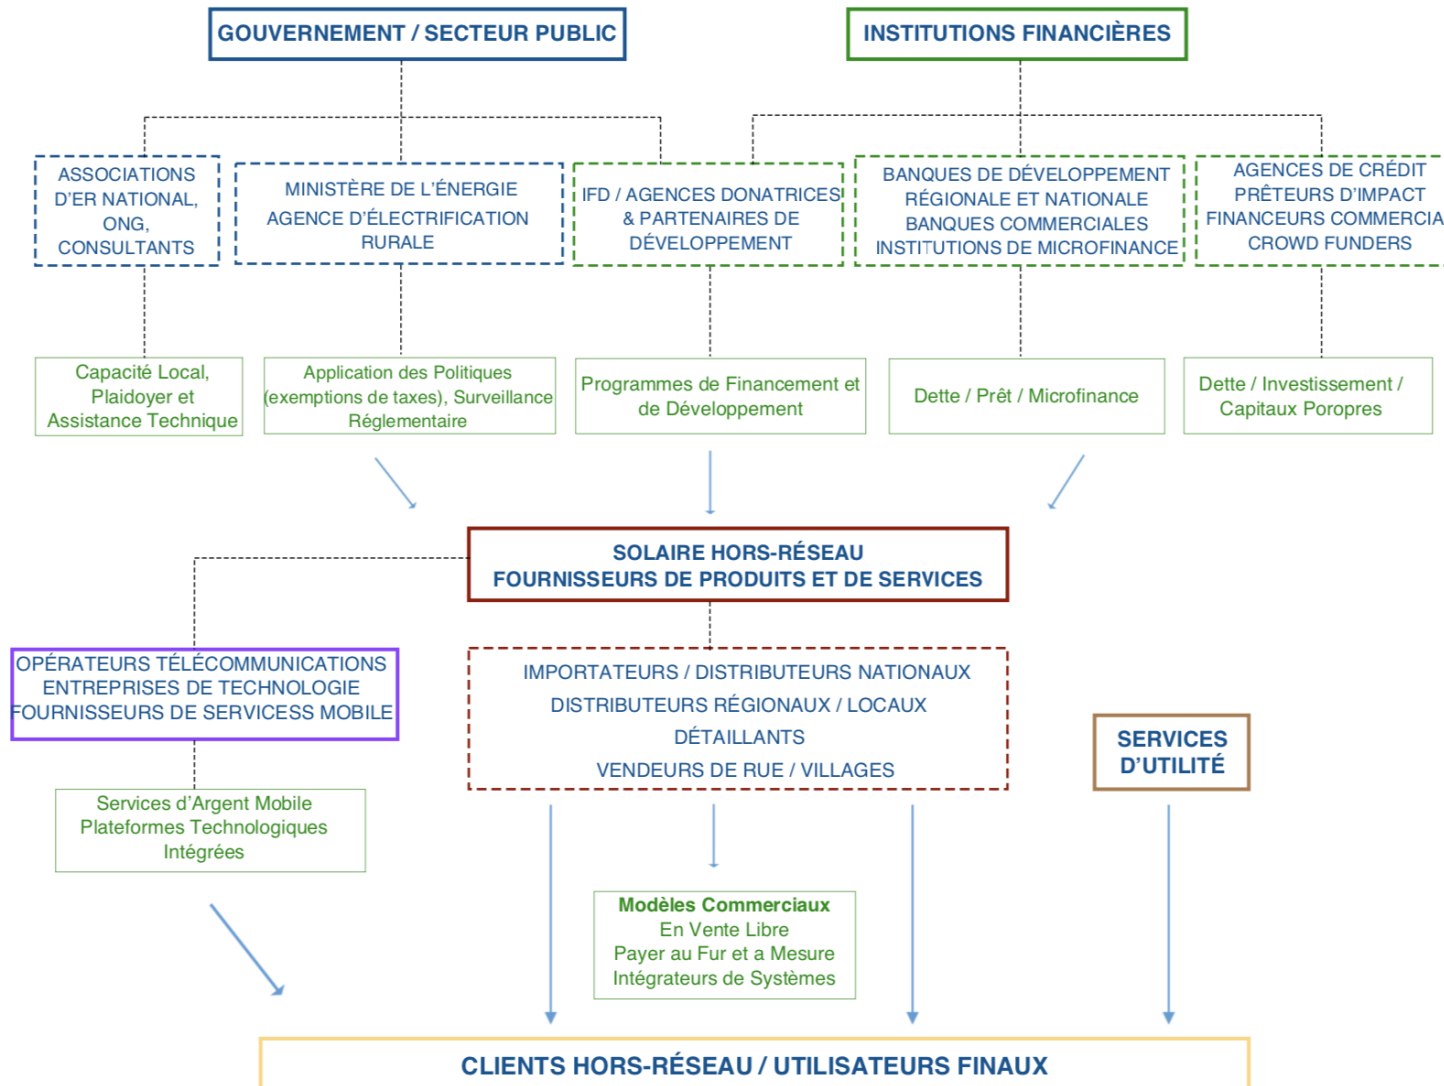 GOUVERNEMENT / SECTEUR PUBLIC
INSTITUTIONS FINANCIÈRES
ASSOCIATIONS
D'ER NATIONAL,
ONG,
CONSULTANTS
MINISTÈRE DE L'ÉNERGIE
AGENCE D'ÉLECTRIFICATION
RURALE
IFD / AGENCES DONATRICES
& PARTENAIRES DE
DÉVELOPPEMENT
BANQUES DE DÉVELOPPEMENT
RÉGIONALE ET NATIONALE
BANQUES COMMERCIALES
INSTITUTIONS DE MICROFINANCE
AGENCES DE CRÉDIT
PRÊTEURS D'IMPACT
FINANCEURS COMMERCIA
CROWD FUNDERS
Capacité Local,
Plaidoyer et
Assistance Technique
Application des Politiques
(exemptions de taxes), Surveillance
Réglementaire
Programmes de Financement et
de Développement
Dette / Prêt / Microfinance
Dette / Investissement /
Capitaux Poropres
SOLAIRE HORS-RÉSEAU
FOURNISSEURS DE PRODUITS ET DE SERVICES
OPÉRATEURS TÉLÉCOMMUNICATIONS
ENTREPRISES DE TECHNOLOGIE
FOURNISSEURS DE SERVICESS MOBILE
IMPORTATEURS / DISTRIBUTEURS NATIONAUX
DISTRIBUTEURS RÉGIONAUX / LOCAUX
DÉTAILLANTS
VENDEURS DE RUE / VILLAGES
SERVICES
D'UTILITÉ
Services d'Argent Mobile
Plateformes Technologiques
Intégrées
Modèles Commerciaux
En Vente Libre
Payer au Fur et a Mesure
Intégrateurs de Systèmes
CLIENTS HORS-RÉSEAU / UTILISATEURS FINAUX